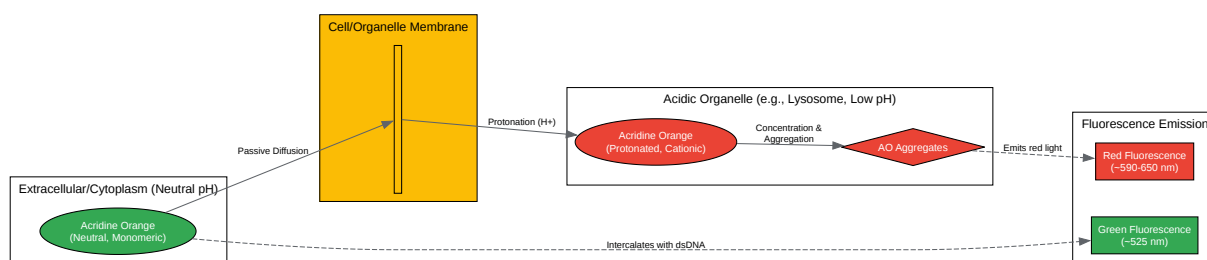 Cell/Organelle Membrane
Acidic Organelle (e.g., Lysosome, Low pH)
Fluorescence Emission
Protonation (H+)
Acridine Orange
(Protonated, Cationic)
Concentration &
Aggregation
AO Aggregates
Emits red light
Red Fluorescence
(~590-650 nm)
Passive Diffusion
Extracellular/Cytoplasm (Neutral pH)
Acridine Orange
(Neutral, Monomeric)
Intercalates with dsDNA
Green Fluorescence
(~525 nm)